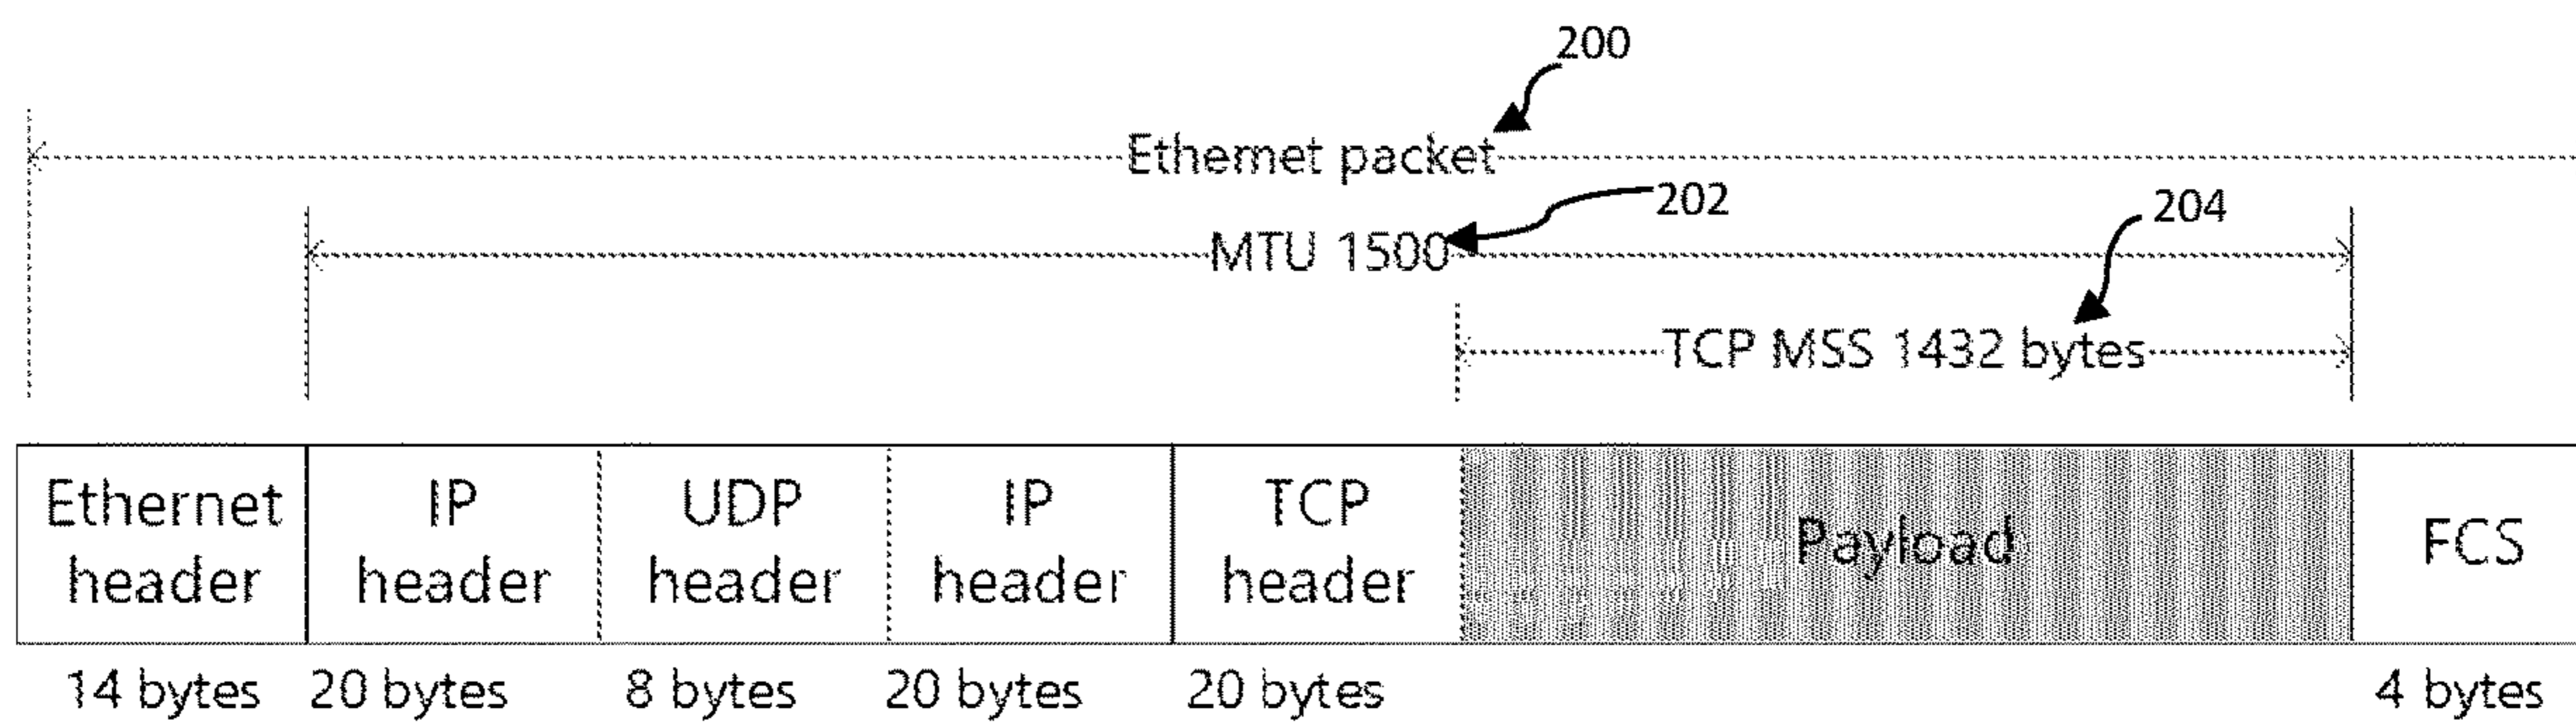 200
Ethernet packet
202
MTU 1500
204
TCP MSS 1432 bytes
Ethernet header
IP header
UDP header
IP header
TCP header
Payload
FCS
14 bytes
20 bytes
8 bytes
20 bytes
20 bytes
4 bytes